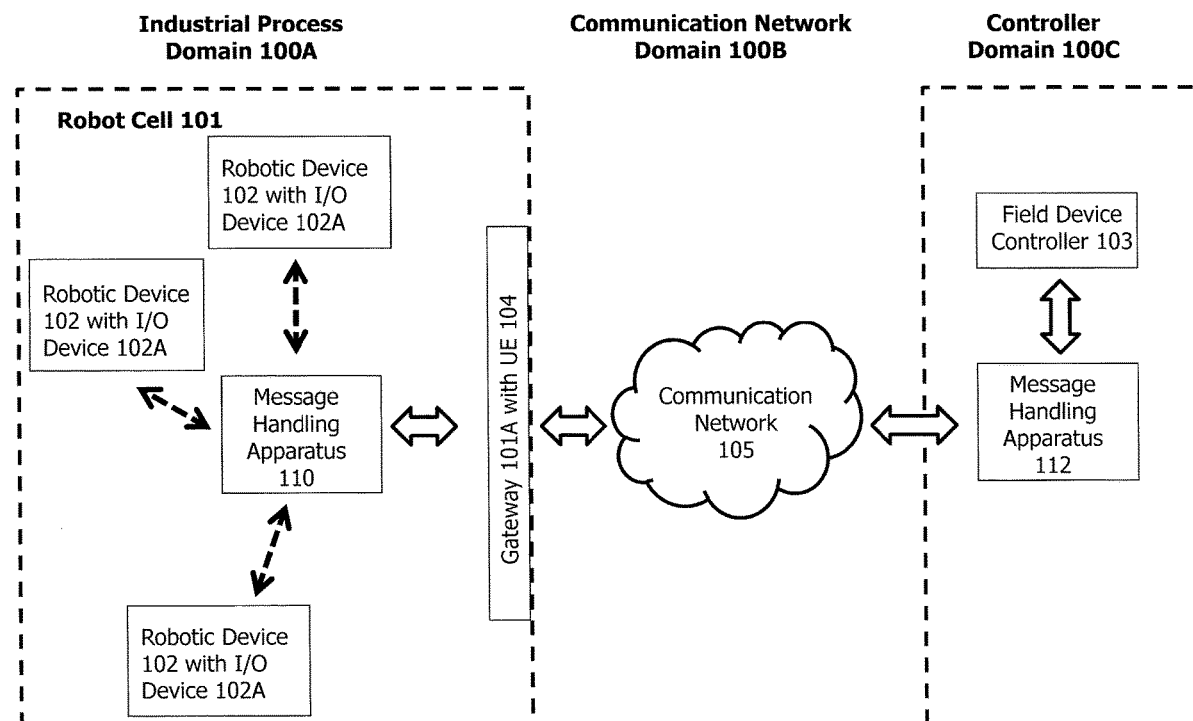 Industrial Process
Domain 100A
Communication Network
Domain 100B
Controller
Domain 100C
Robot Cell 101
Robotic Device
102 with I/O
Device 102A
Robotic Device
102 with I/O
Device 102A
Message
Handling
Apparatus
110
Robotic Device
102 with I/O
Device 102A
Gateway 101A with UE 104
Communication
Network
105
Field Device
Controller 103
Message
Handling
Apparatus
112